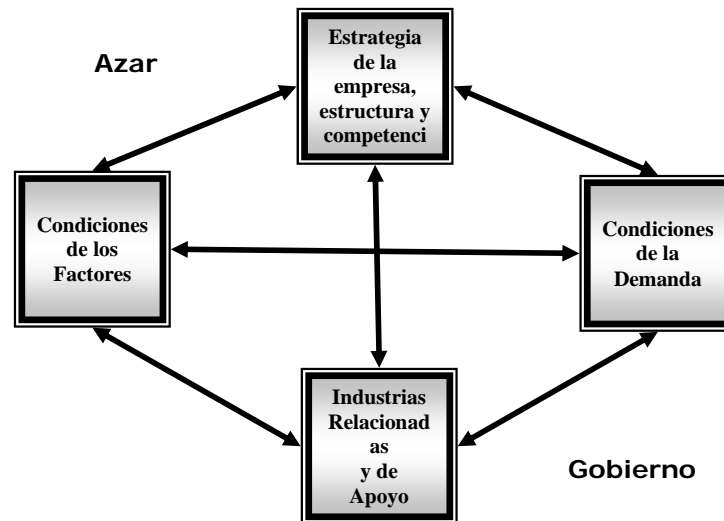 Azar
Estrategia
de la
empresa,
estructura y
competenci
Condiciones
de los
Factores
Condiciones
de la
Demanda
Industrias
Relacionad
as
y de
Apoyo
Gobierno